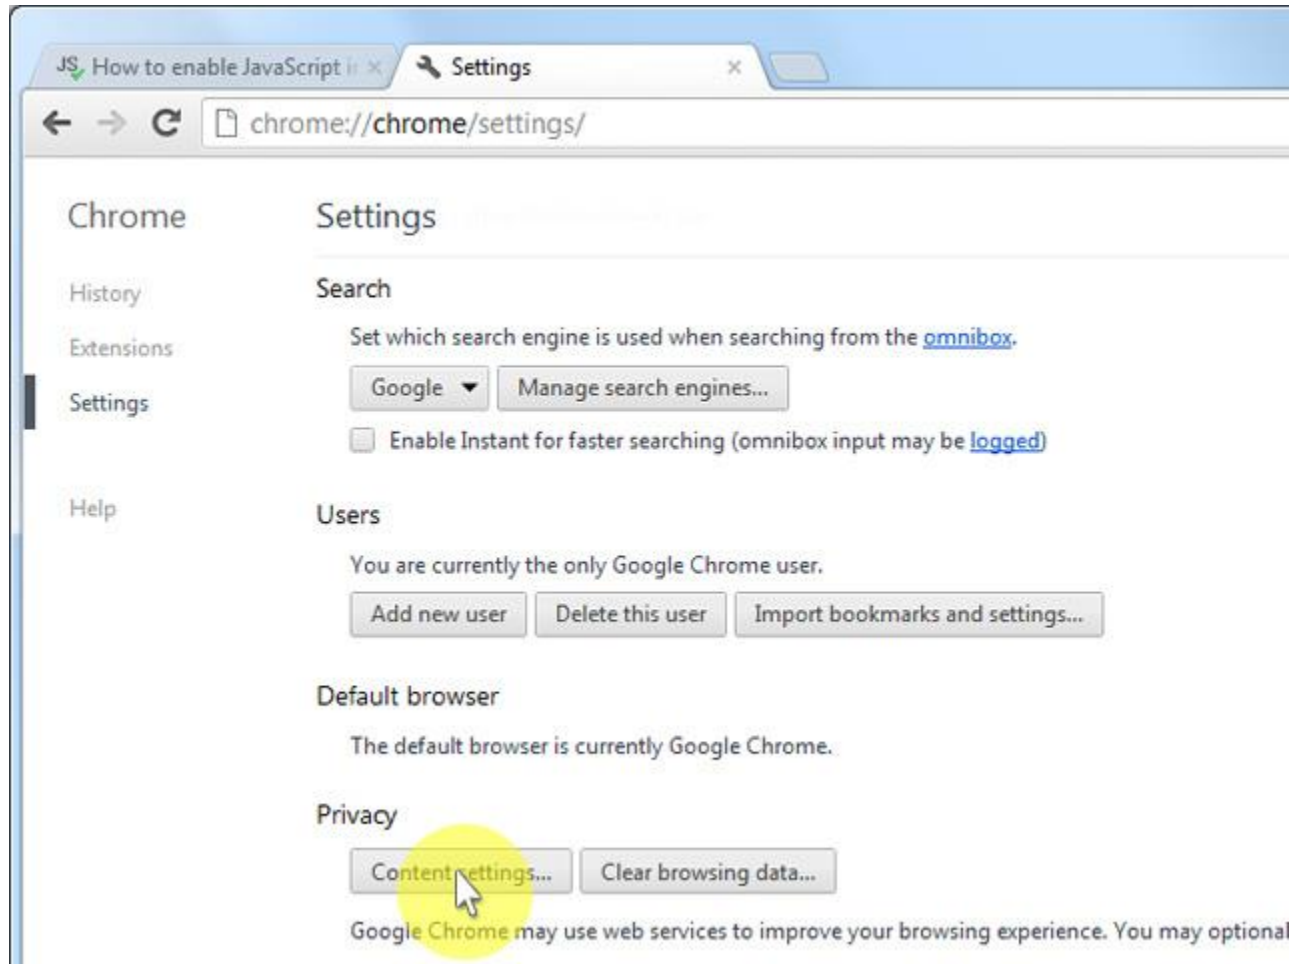 JS How to enable JavaScript i
Settings
chrome://chrome/settings/
Chrome
History
Extensions
Settings
Help
Settings
Search
Set which search engine is used when searching from the omnibox.
Google Manage search engines...
Enable Instant for faster searching (omnibox input may be logged)
Users
You are currently the only Google Chrome user.
Add new user Delete this user Import bookmarks and settings...
Default browser
The default browser is currently Google Chrome.
Privacy
Content settings... Clear browsing data...
Google Chrome may use web services to improve your browsing experience. You may optional